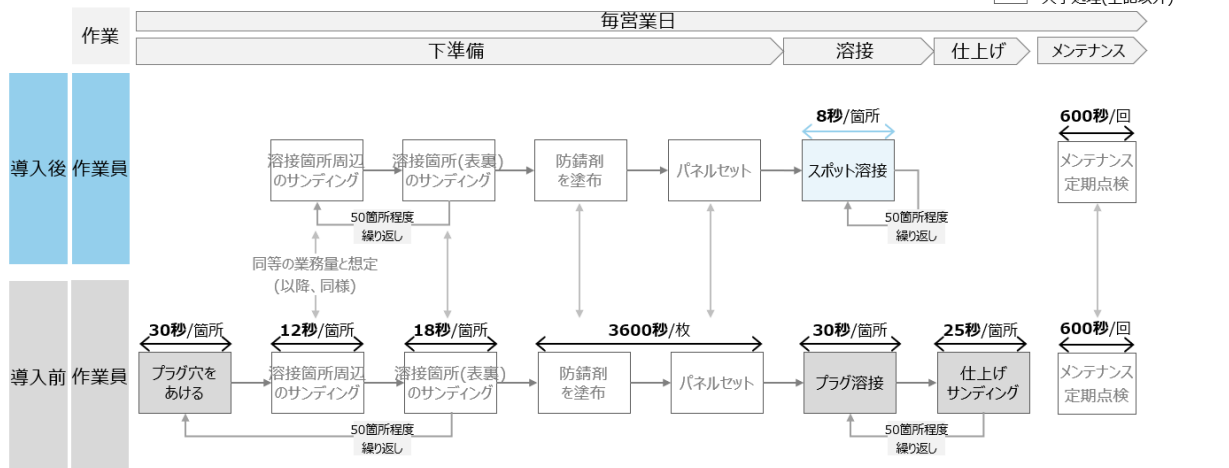 人手処理(上記以外)
作業
毎営業日
下準備
溶接
仕上げ
メンテナンス
導入後
作業員
溶接箇所周辺
のサンディング
溶接箇所(表裏)
のサンディング
防錆剤
を塗布
パネルセット
8秒/箇所
スポット溶接
600秒/回
メンテナンス
定期点検
50箇所程度
繰り返し
50箇所程度
繰り返し
同等の業務量と想定
(以降、同様)
導入前
作業員
30秒/箇所
12秒/箇所
18秒/箇所
3600秒/枚
30秒/箇所
25秒/箇所
600秒/回
プラグ穴を
あける
溶接箇所周辺
のサンディング
溶接箇所(表裏)
のサンディング
防錆剤
を塗布
パネルセット
プラグ溶接
仕上げ
サンディング
メンテナンス
定期点検
50箇所程度
繰り返し
50箇所程度
繰り返し